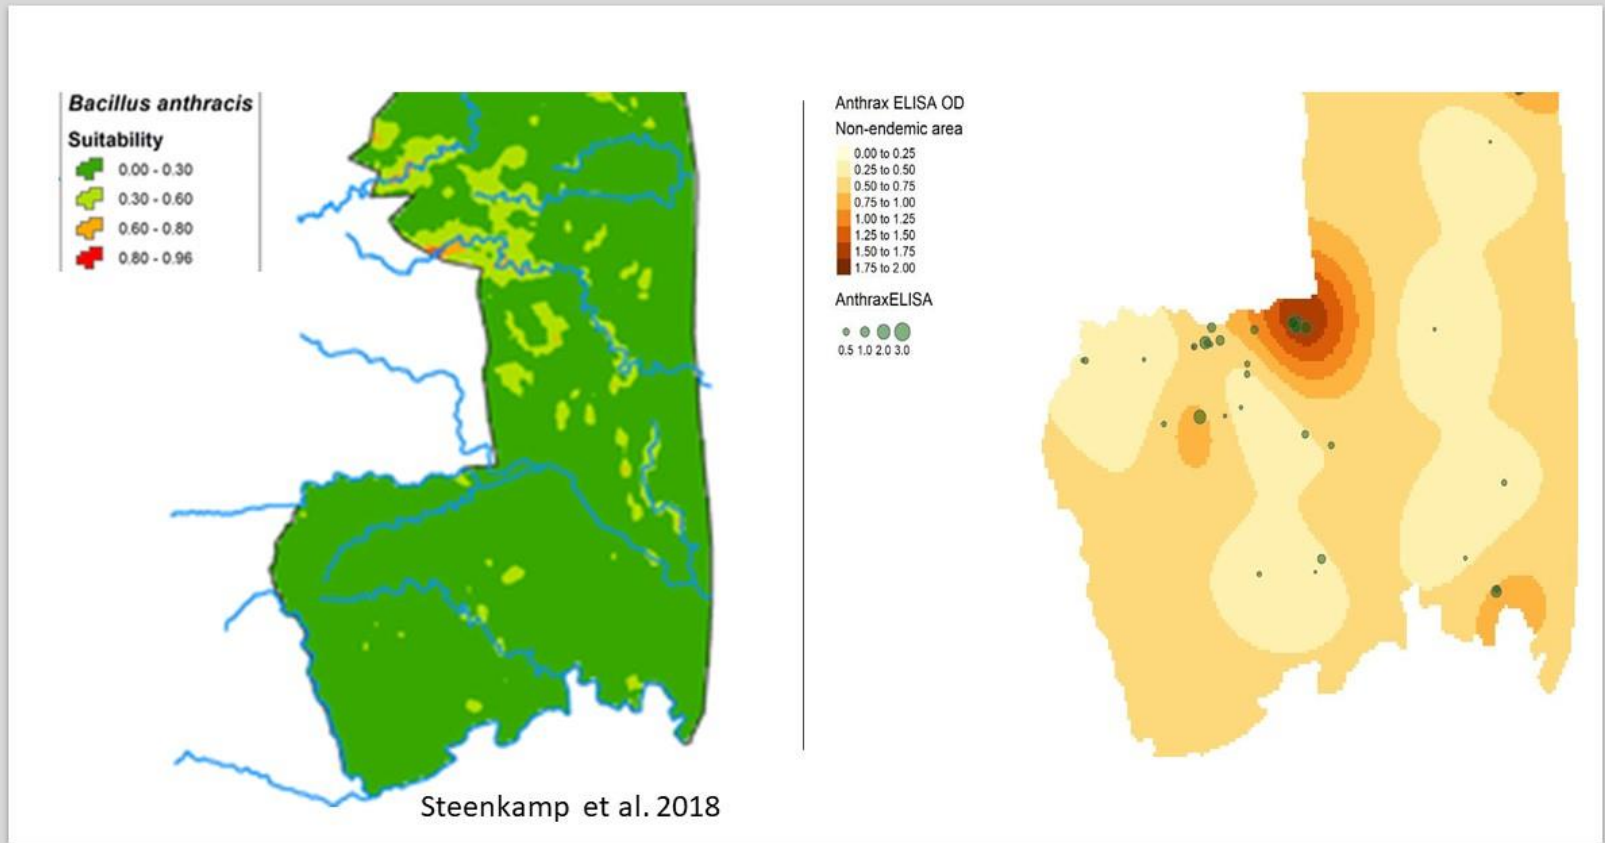 Bacillus anthracis
Suitability
0.00 - 0.30
0.30 - 0.60
0.60 - 0.80
0.80 - 0.96
Steenkamp et al. 2018
Anthrax ELISA OD
Non-endemic area
0.00 to 0.25
0.25 to 0.50
0.50 to 0.75
0.75 to 1.00
1.00 to 1.25
1.25 to 1.50
1.50 to 1.75
1.75 to 2.00
AnthraxELISA
0.5 1.0 2.0 3.0